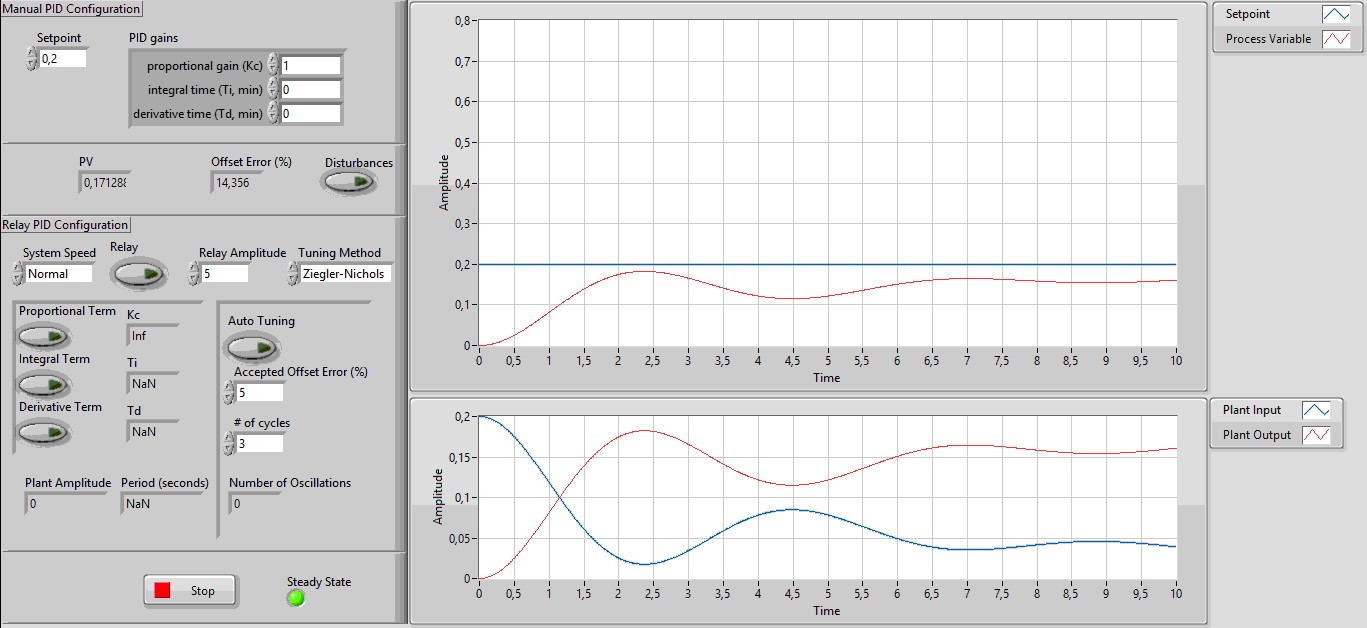 Manual PID Configuration
Setpoint
0,2
PID gains
proportional gain (Kc) 1
integral time (Ti, min) 0
derivative time (Td, min) 0
PV
0,171288
Offset Error (%)
14,356
Disturbances
Relay PID Configuration
System Speed
Normal
Relay
Relay Amplitude
5
Tuning Method
Ziegler-Nichols
Proportional Term
Kc
Inf
Integral Term
Ti
NaN
Derivative Term
Td
NaN
Auto Tuning
Accepted Offset Error (%)
5
# of cycles
3
Plant Amplitude
0
Period (seconds)
NaN
Number of Oscillations
0
Stop
Steady State
0,8
0,7
0,6
0,5
0,4
0,3
0,2
0,1
0
Amplitude
0 0,5 1 1,5 2 2,5 3 3,5 4 4,5 5 5,5 6 6,5 7 7,5 8 8,5 9 9,5 10
Time
Setpoint
Process Variable
0,2
0,15
0,1
0,05
0
Amplitude
0 0,5 1 1,5 2 2,5 3 3,5 4 4,5 5 5,5 6 6,5 7 7,5 8 8,5 9 9,5 10
Time
Plant Input
Plant Output